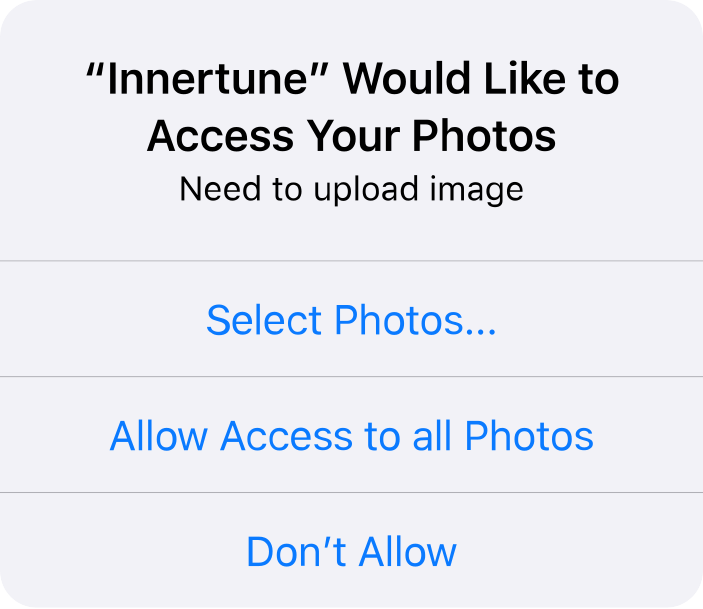 “Innertune” Would Like to
Access Your Photos
Need to upload image
Select Photos...
Allow Access to all Photos
Don’t Allow